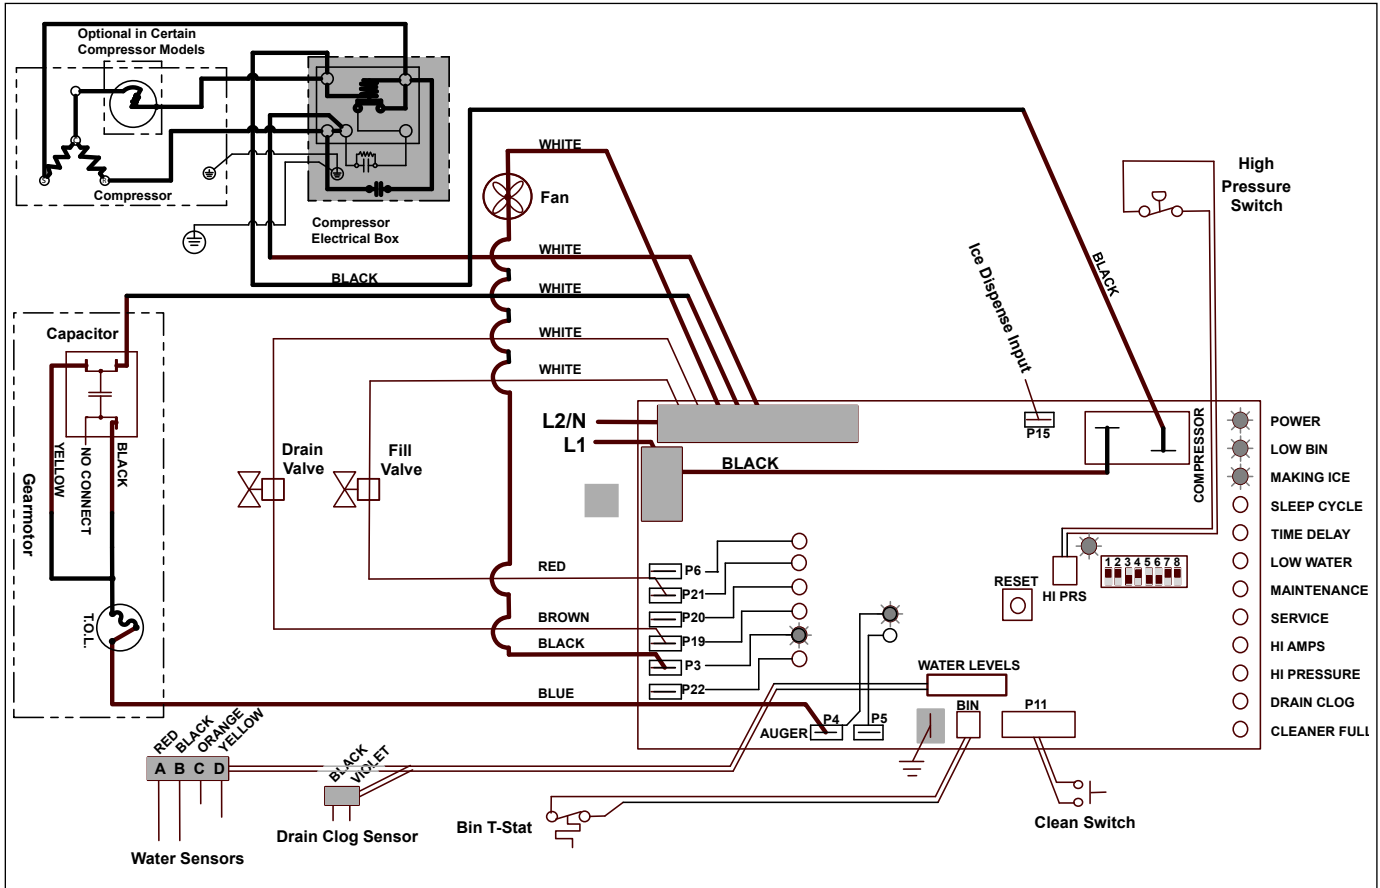 Optional in Certain
Compressor Models
Compressor
S
R
Compressor
Electrical Box
WHITE
Fan
WHITE
BLACK
WHITE
WHITE
WHITE
High
Pressure
Switch
BLACK
Ice Dispense Input
P15
COMPRESSOR
Capacitor
YELLOW
NO CONNECT
BLACK
Gearmotor
T.O.L.
Drain
Valve
Fill
Valve
L2/N
L1
BLACK
RED
BROWN
BLACK
BLUE
P6
P21
P20
P19
P3
P22
AUGER
P4
P5
WATER LEVELS
BIN
P11
RESET
HI PRS
1 2 3 4 5 6 7 8
POWER
LOW BIN
MAKING ICE
SLEEP CYCLE
TIME DELAY
LOW WATER
MAINTENANCE
SERVICE
HI AMPS
HI PRESSURE
DRAIN CLOG
CLEANER FULL
RED
BLACK
ORANGE
YELLOW
A B C D
Water Sensors
BLACK
VIOLET
Drain Clog Sensor
Bin T-Stat
Clean Switch